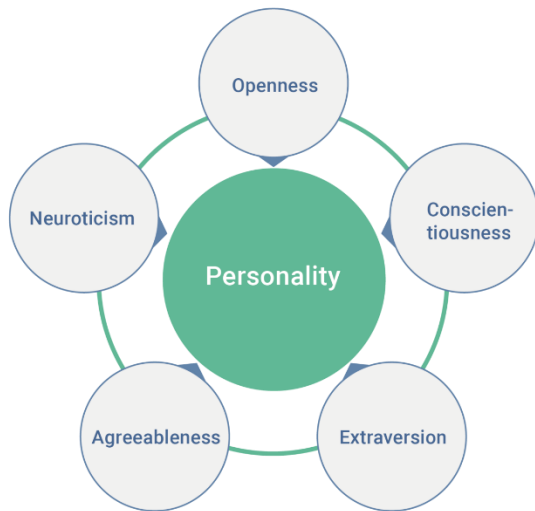 Openness
Neuroticism
Conscien-
tiousness
Personality
Agreeableness
Extraversion